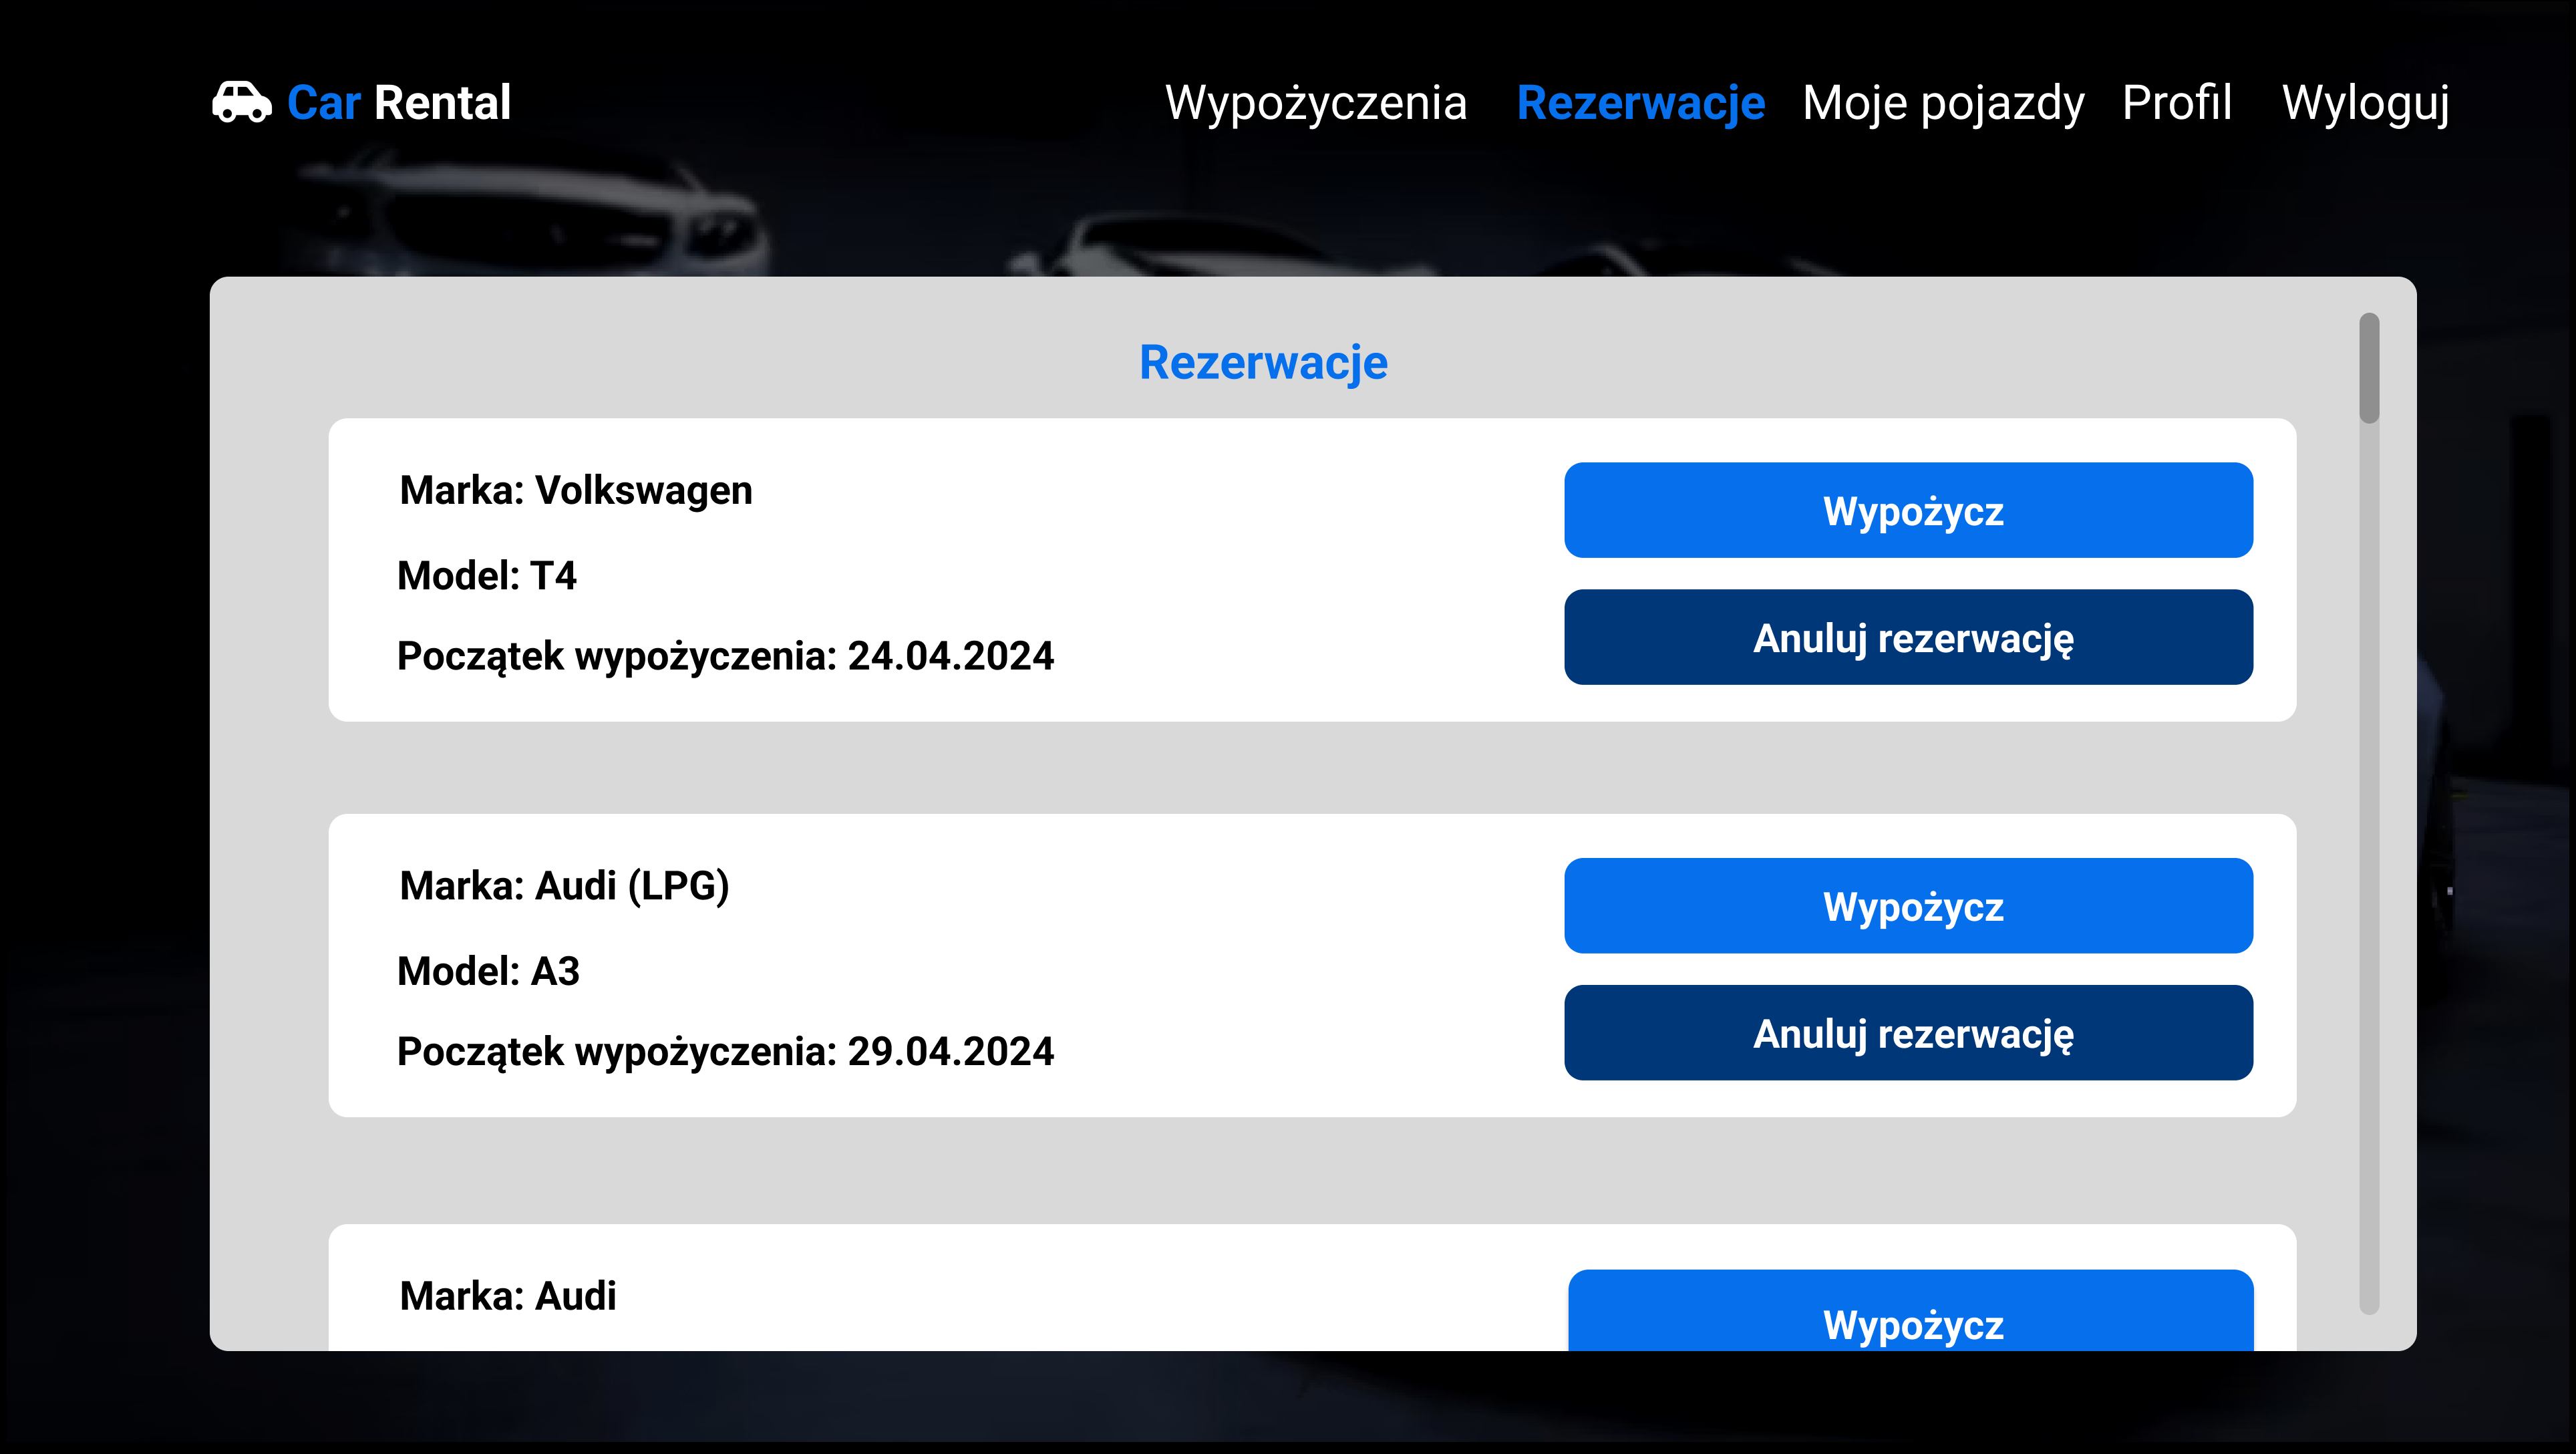 Car Rental
Wypożyczenia Rezerwacje Moje pojazdy Profil Wyloguj
Rezerwacje
Marka: Volkswagen
Model: T4
Początek wypożyczenia: 24.04.2024
Wypożycz
Anuluj rezerwację
Marka: Audi (LPG)
Model: A3
Początek wypożyczenia: 29.04.2024
Wypożycz
Anuluj rezerwację
Marka: Audi
Wypożycz